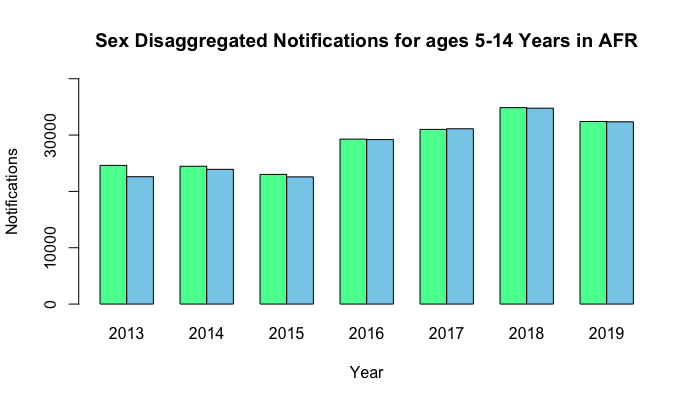 Sex Disaggregated Notifications for ages 5-14 Years in AFR
Notifications
30000
10000
0
2013 2014 2015 2016 2017 2018 2019
Year